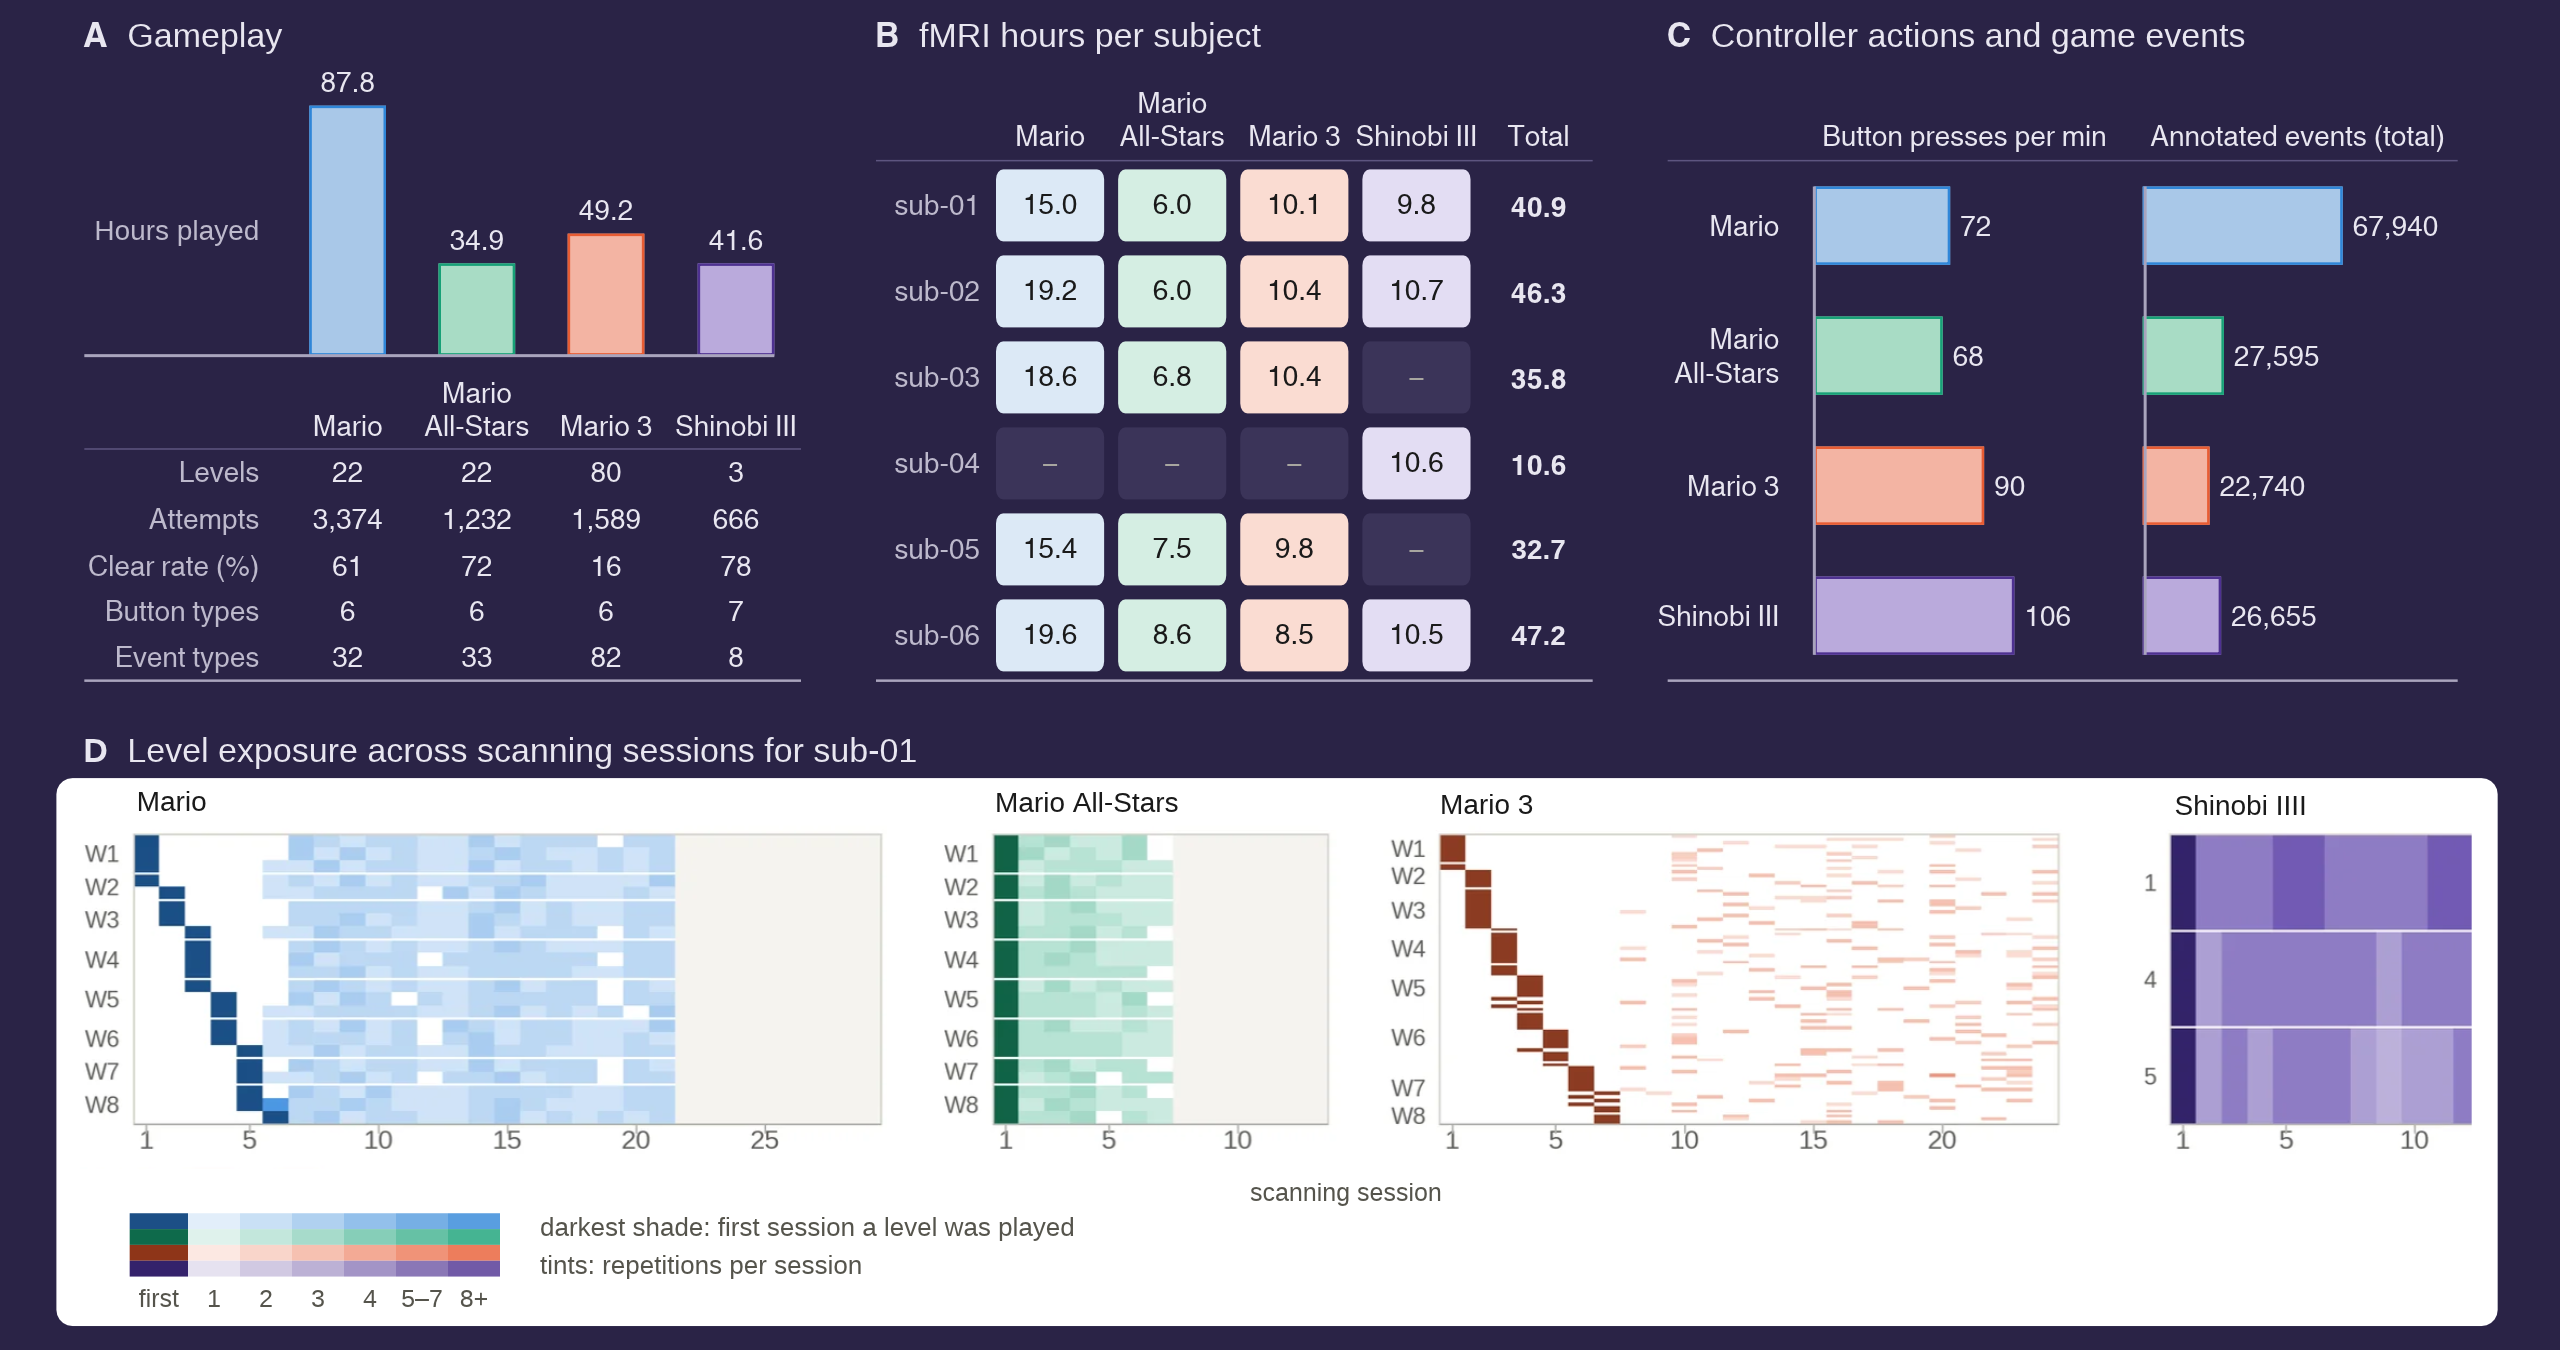 A Gameplay
87.8
49.2
34.9
41.6
Hours played
Mario
Mario All-Stars
Mario 3
Shinobi III
Levels 22 22 80 3
Attempts 3,374 1,232 1,589 666
Clear rate (%) 61 72 16 78
Button types 6 6 6 7
Event types 32 33 82 8
B fMRI hours per subject
Mario
Mario All-Stars
Mario 3
Shinobi III
Total
sub-01 15.0 6.0 10.1 9.8 40.9
sub-02 19.2 6.0 10.4 10.7 46.3
sub-03 18.6 6.8 10.4 – 35.8
sub-04 – – – 10.6 10.6
sub-05 15.4 7.5 9.8 – 32.7
sub-06 19.6 8.6 8.5 10.5 47.2
C Controller actions and game events
Button presses per min Annotated events (total)
Mario 72 67,940
Mario
All-Stars 68 27,595
Mario 3 90 22,740
Shinobi III 106 26,655
D Level exposure across scanning sessions for sub-01
Mario
W1
W2
W3
W4
W5
W6
W7
W8
1 5 10 15 20 25
Mario All-Stars
W1
W2
W3
W4
W5
W6
W7
W8
1 5 10
Mario 3
W1
W2
W3
W4
W5
W6
W7
W8
1 5 10 15 20
Shinobi IIII
1
4
5
1 5 10
scanning session
darkest shade: first session a level was played
tints: repetitions per session
first 1 2 3 4 5–7 8+